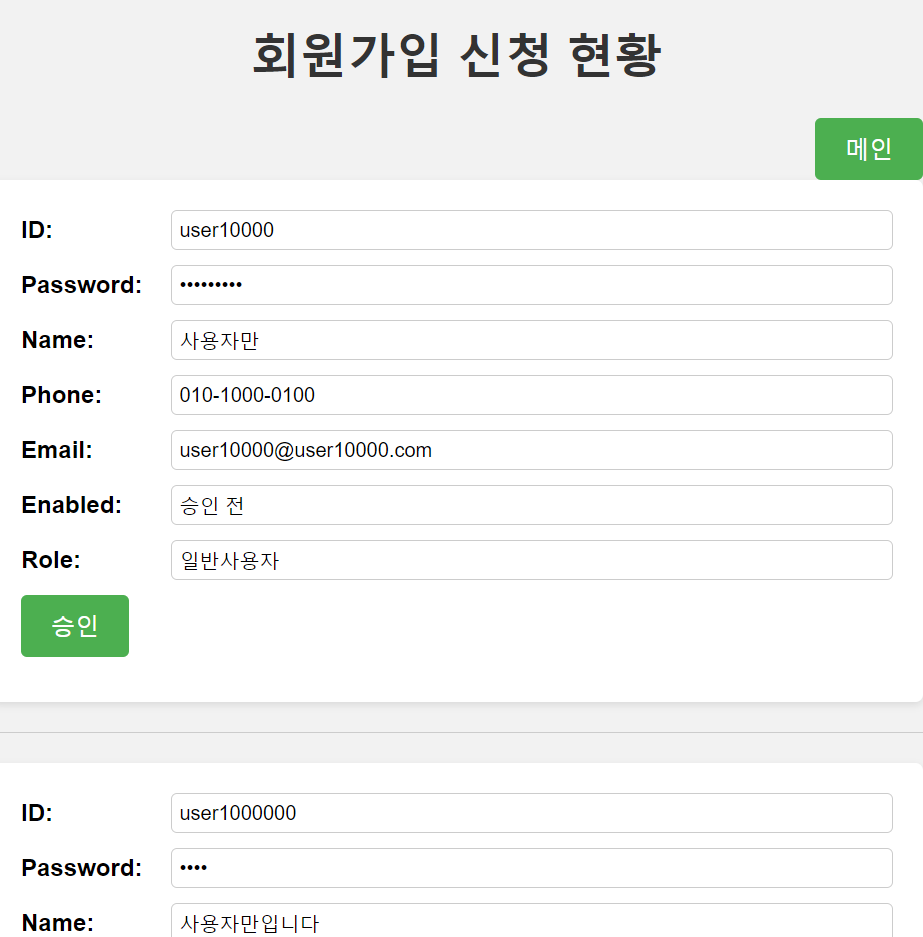 회원가입 신청 현황
메인
ID: user10000
Password: •••••••••
Name: 사용자만
Phone: 010-1000-0100
Email: user10000@user10000.com
Enabled: 승인 전
Role: 일반사용자
승인
ID: user1000000
Password: ••••
Name: 사용자만입니다